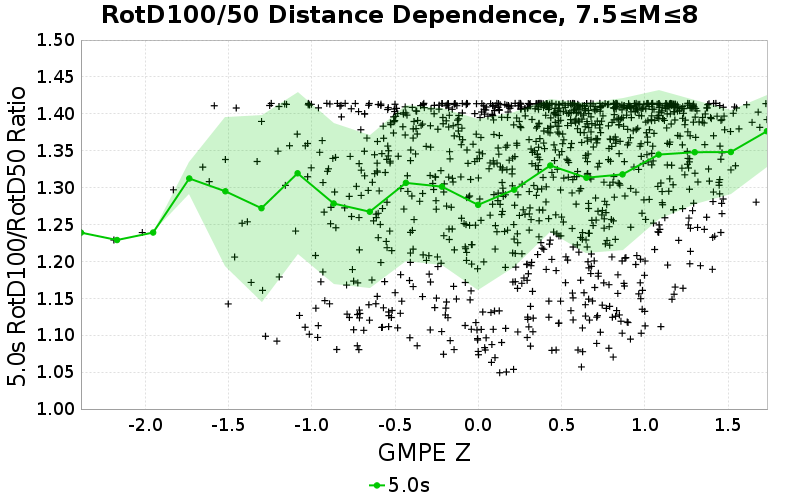 RotD100/50 Distance Dependence, 7.5≤M≤8
5.0s RotD100/RotD50 Ratio
1.50
1.45
1.40
1.35
1.30
1.25
1.20
1.15
1.10
1.05
1.00
-2.0 -1.5 -1.0 -0.5 0.0 0.5 1.0 1.5
GMPE Z
5.0s